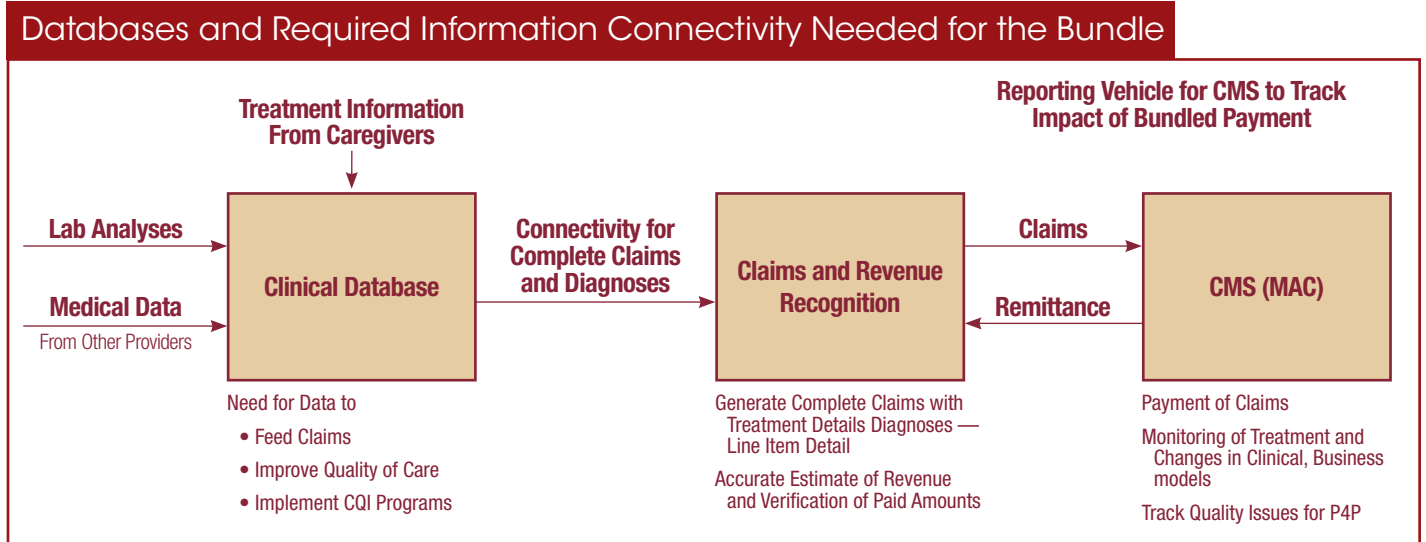 Databases and Required Information Connectivity Needed for the Bundle
Treatment Information
From Caregivers
Reporting Vehicle for CMS to Track
Impact of Bundled Payment
Lab Analyses
Medical Data
From Other Providers
Clinical Database
Connectivity for
Complete Claims
and Diagnoses
Claims and Revenue
Recognition
Claims
Remittance
CMS (MAC)
Need for Data to
• Feed Claims
• Improve Quality of Care
• Implement CQI Programs
Generate Complete Claims with
Treatment Details Diagnoses —
Line Item Detail
Accurate Estimate of Revenue
and Verification of Paid Amounts
Payment of Claims
Monitoring of Treatment and
Changes in Clinical, Business
models
Track Quality Issues for P4P